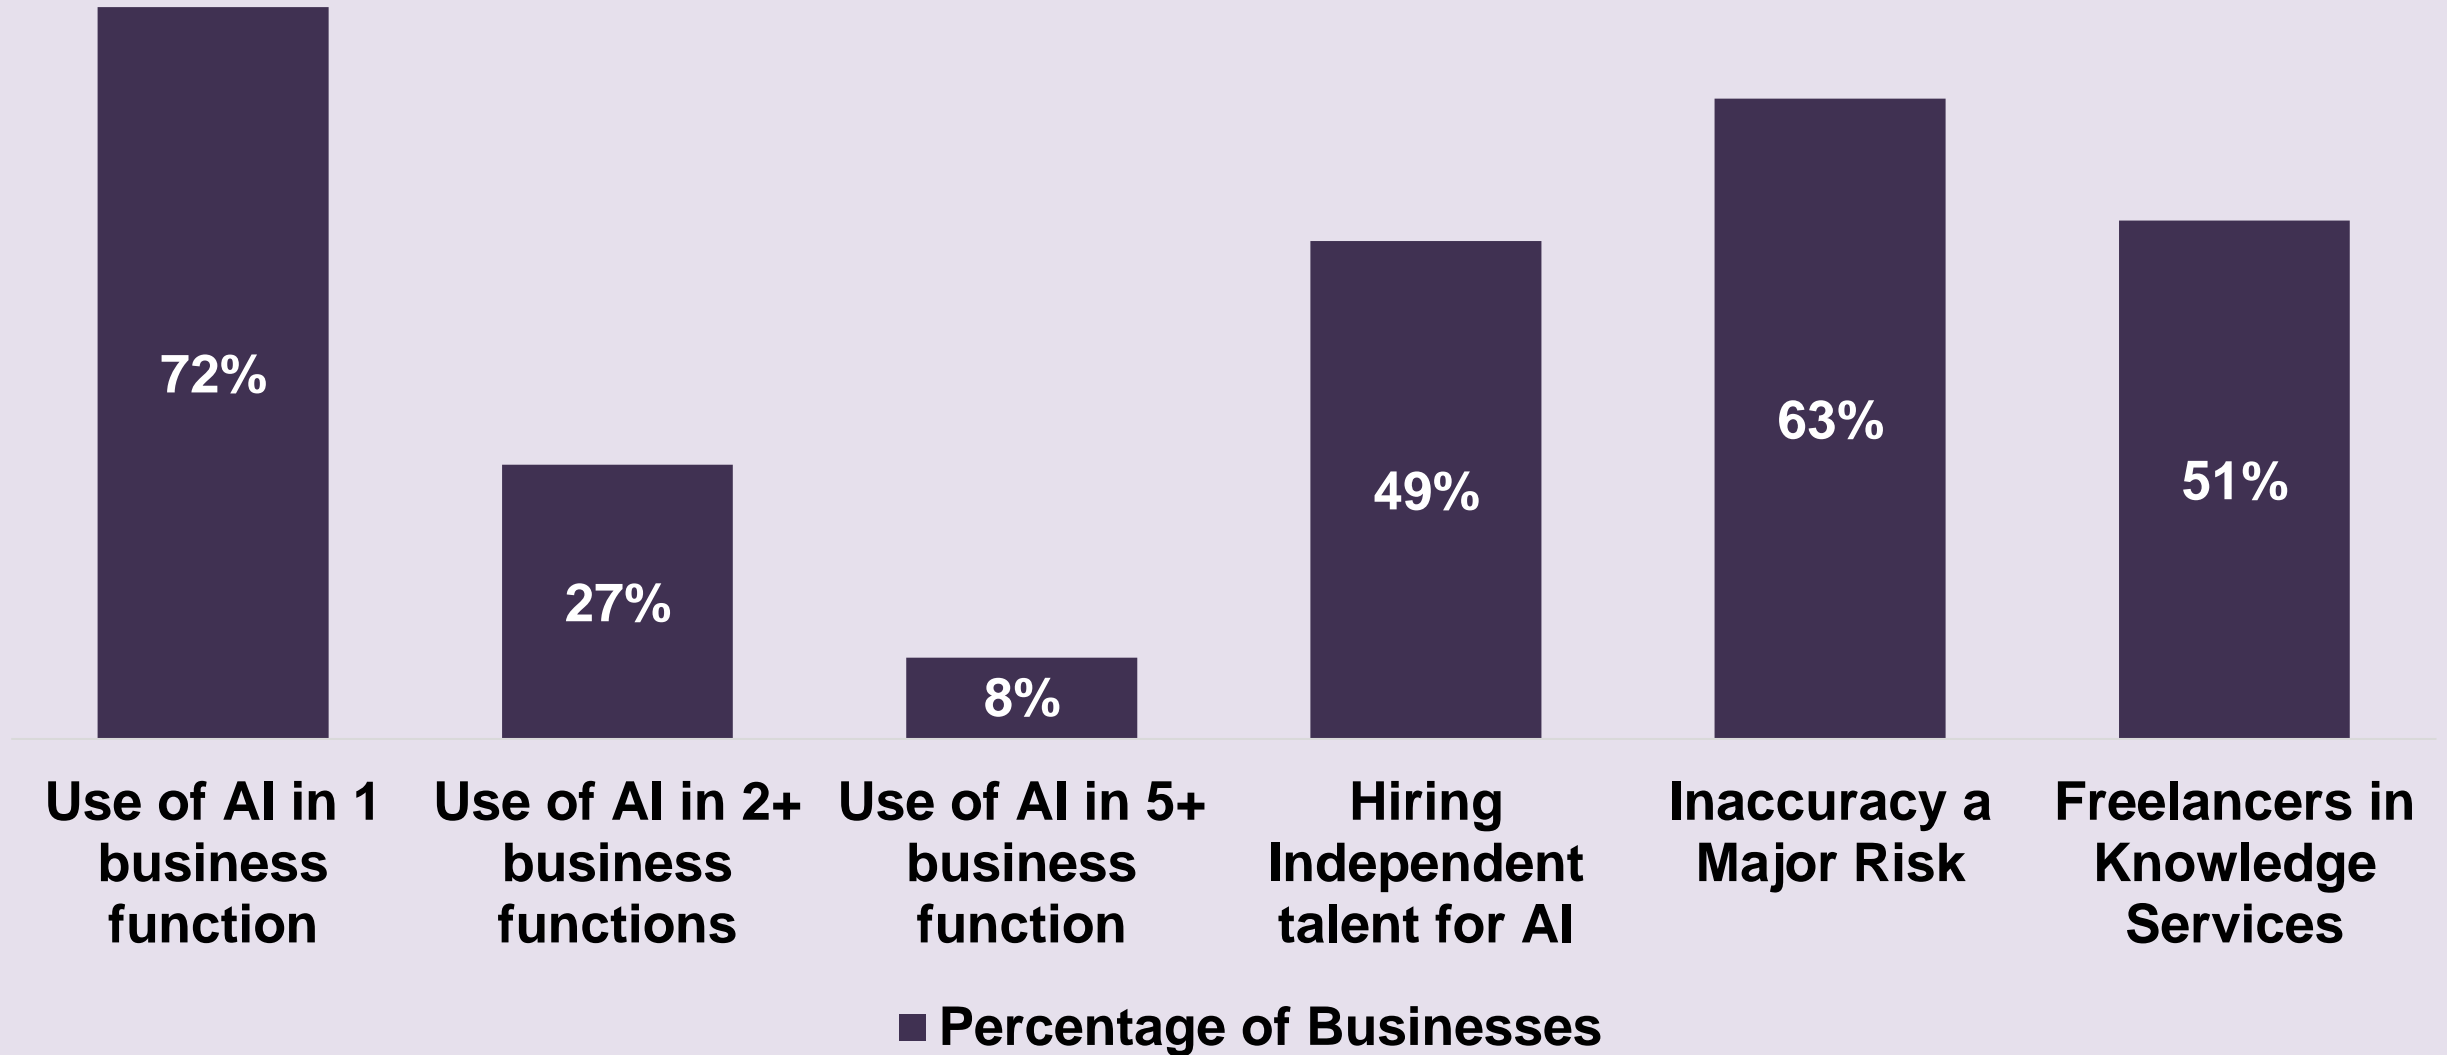 72%
27%
8%
49%
63%
51%
Use of AI in 1
business
function
Use of AI in 2+
business
functions
Use of AI in 5+
business
function
Hiring
Independent
talent for AI
Inaccuracy a
Major Risk
Freelancers in
Knowledge
Services
Percentage of Businesses